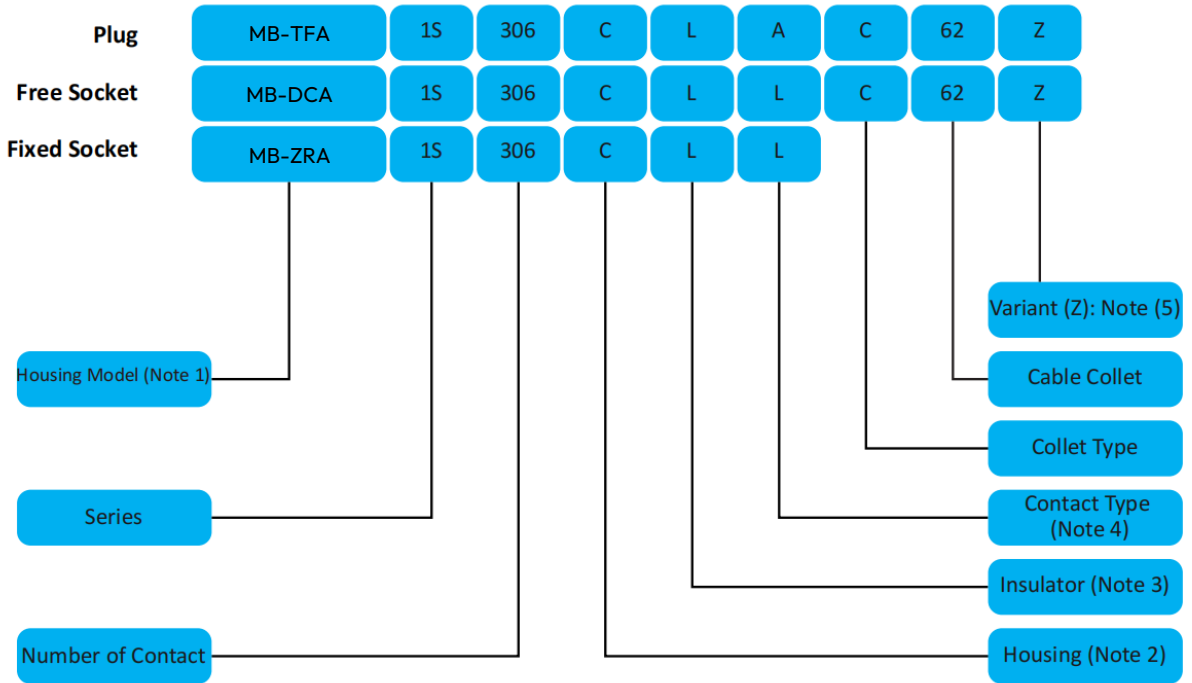 Plug MB-TFA 1S 306 C L A C 62 Z
Free Socket MB-DCA 1S 306 C L L C 62 Z
Fixed Socket MB-ZRA 1S 306 C L L
Variant (Z): Note (5)
Housing Model (Note 1)
Cable Collet
Collet Type
Series
Contact Type
(Note 4)
Insulator (Note 3)
Number of Contact
Housing (Note 2)